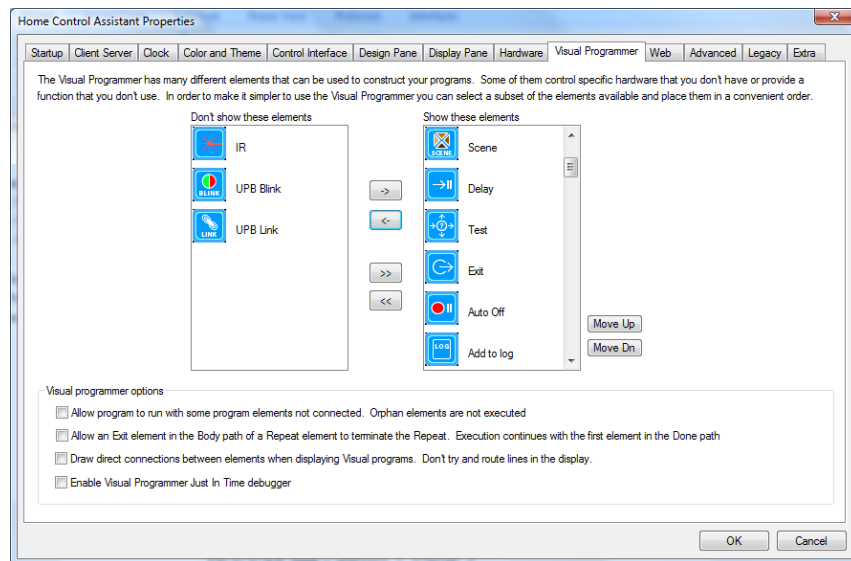 Home Control Assistant Properties
Startup Client Server Clock Color and Theme Control Interface Design Pane Display Pane Hardware Visual Programmer Web Advanced Legacy Extra
The Visual Programmer has many different elements that can be used to construct your programs. Some of them control specific hardware that you don't have or provide a
function that you don't use. In order to make it simpler to use the Visual Programmer you can select a subset of the elements available and place them in a convenient order.
Don't show these elements
IR
BLINK UPB Blink
LINK UPB Link
->
<-
>>
<<
Show these elements
SCENE Scene
Delay
? Test
Exit
Auto Off
LOG Add to log
Move Up
Move Dn
Visual programmer options
Allow program to run with some program elements not connected. Orphan elements are not executed
Allow an Exit element in the Body path of a Repeat element to terminate the Repeat. Execution continues with the first element in the Done path
Draw direct connections between elements when displaying Visual programs. Don't try and route lines in the display.
Enable Visual Programmer Just In Time debugger
OK Cancel